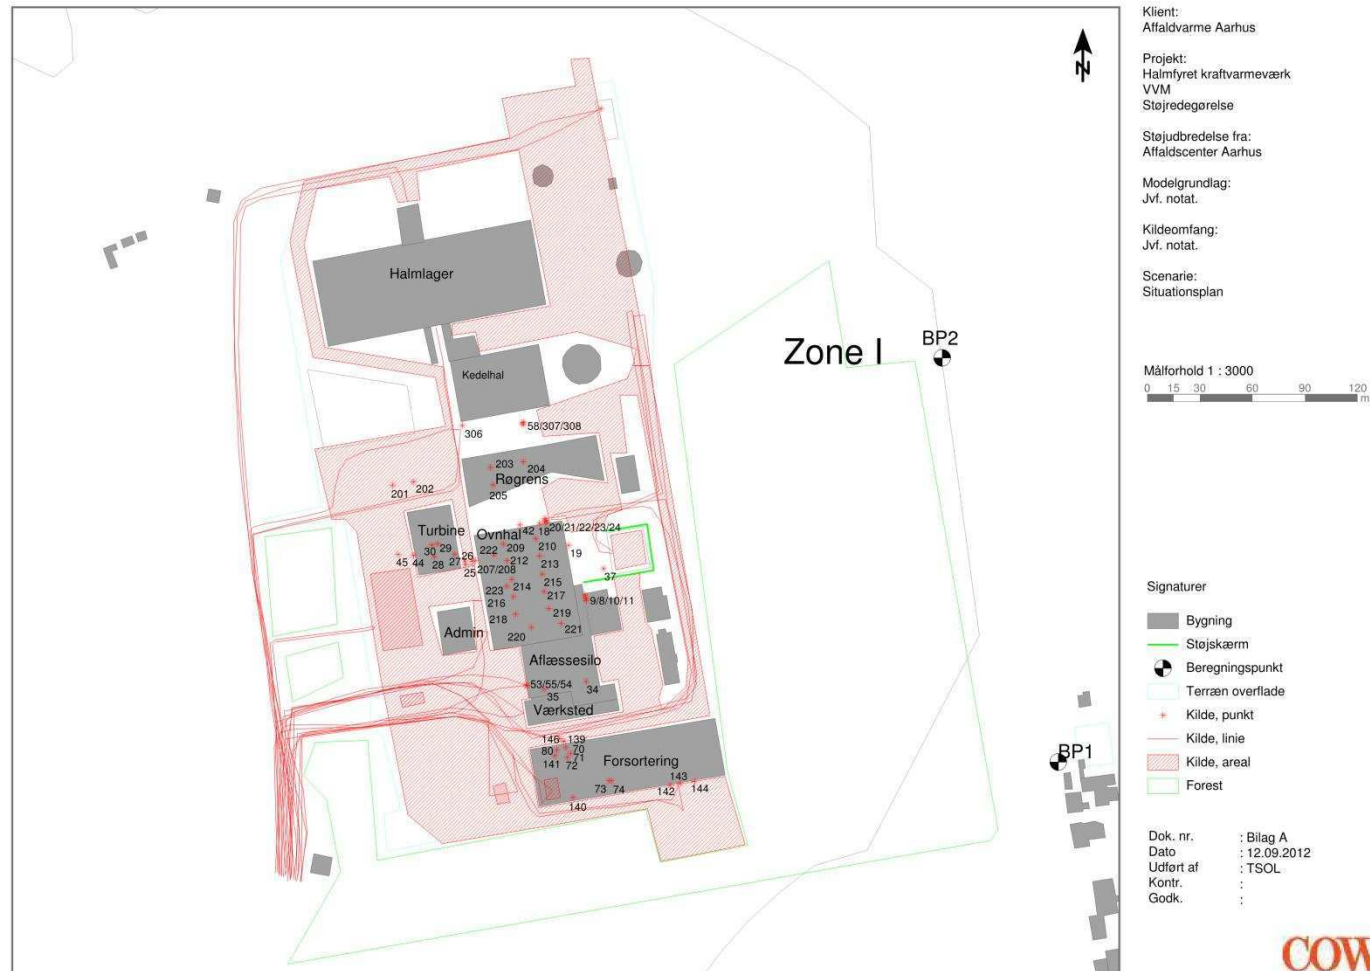 Klient:
Affaldvarme Aarhus
Projekt:
Halmfyret kraftvarmeværk
VVM
Støjredegørelse
Støjudbredelse fra:
Affaldscenter Aarhus
Modelgrundlag:
Jvf. notat.
Kildeomfang:
Jvf. notat.
Scenarie:
Situationsplan
Målforhold 1 : 3000
0 15 30 60 90 120
m
N
Halmlager
Zone I
BP2
Kedelhal
306
58/307/308
203
204
Røgrens
201
202
205
Turbine
Ovnhal
42
18
20/21/22/23/24
30
29
222
209
210
19
45
44
28
27
26
25
207/208
212
213
37
223
214
215
216
217
9/8/10/11
218
219
Admin
220
221
Aflæssesilo
53/55/54
35
34
Værksted
146
139
80
70
141
71
72
Forsortering
73
74
143
142
144
140
BP1
Signaturer
Bygning
Støjskærm
Beregningspunkt
Terræn overflade
Kilde, punkt
Kilde, linie
Kilde, areal
Forest
Dok. nr. : Bilag A
Dato : 12.09.2012
Udført af : TSOL
Kontr. :
Godk. :
COW